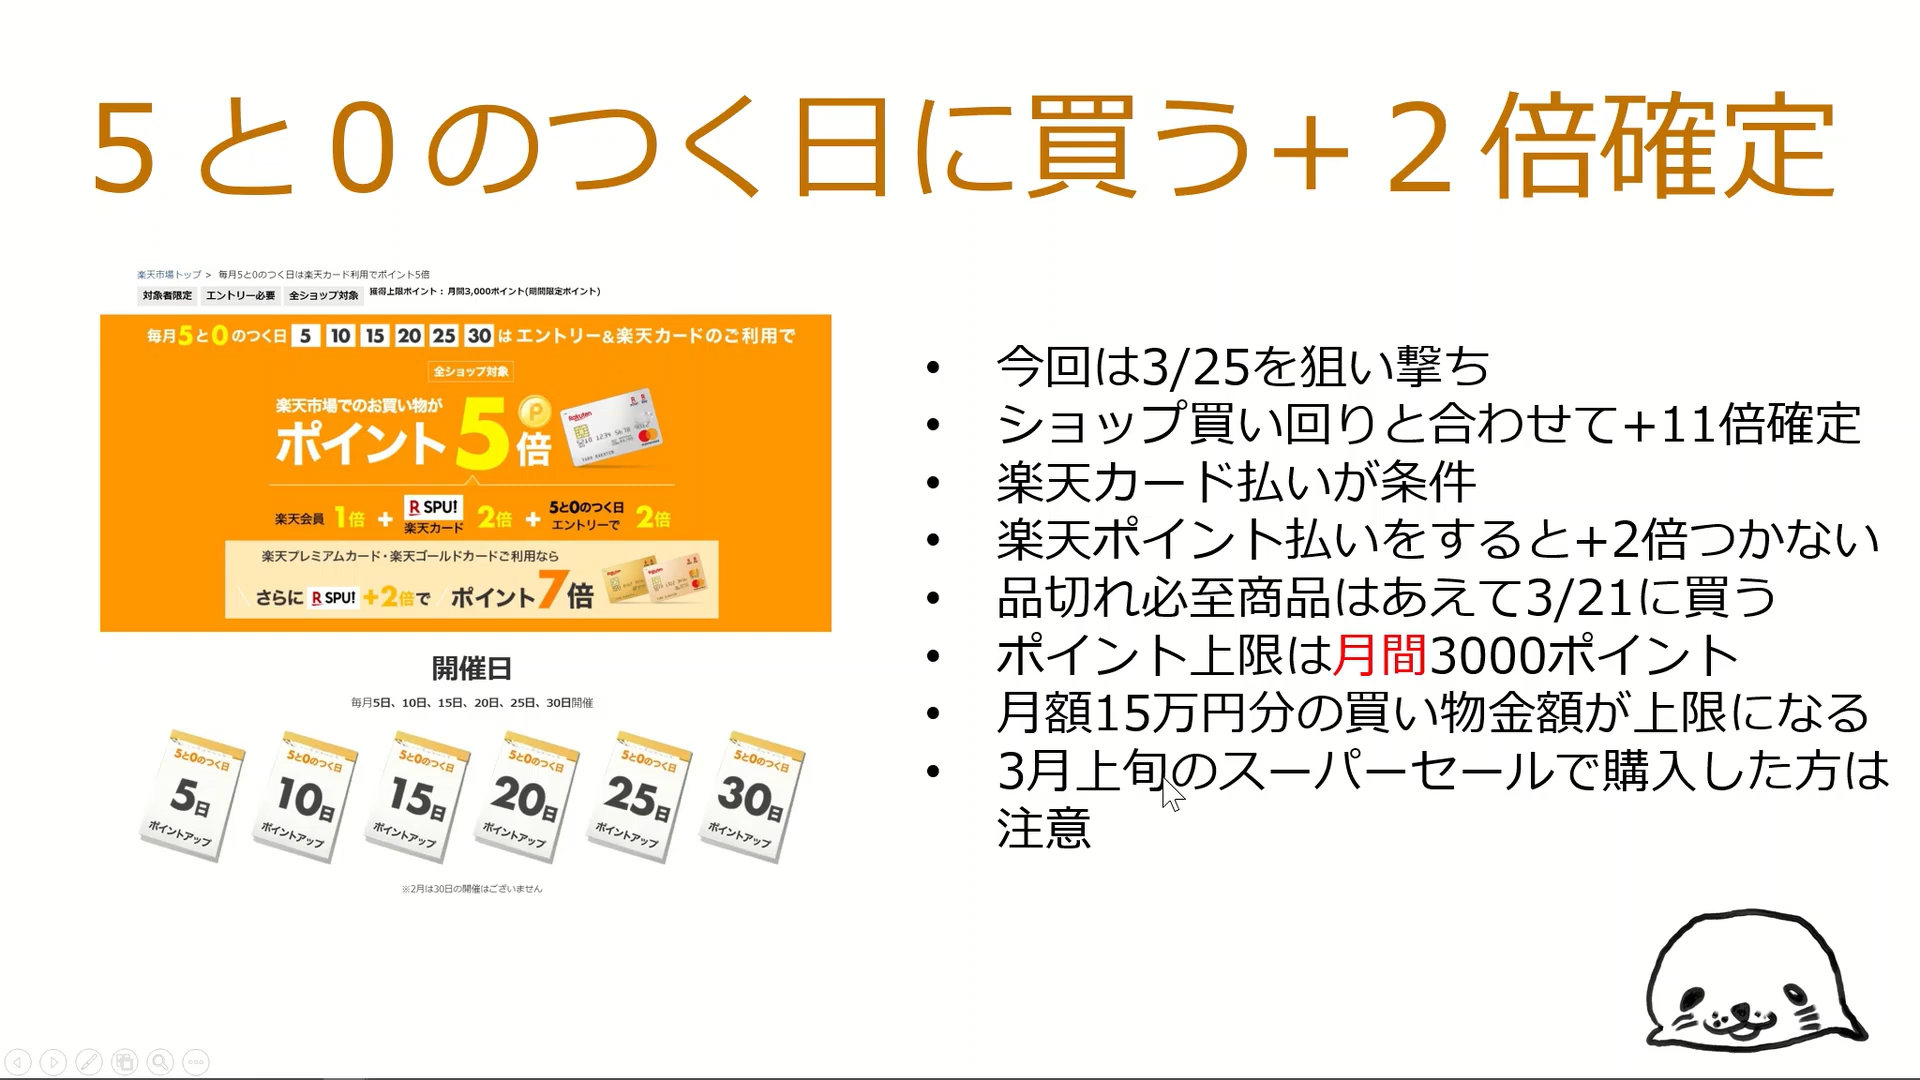 ５と０のつく日に買う＋２倍確定
楽天市場トップ > 毎月5と0のつく日は楽天カード利用でポイント5倍
対象者限定 エントリー必要 全ショップ対象 獲得上限ポイント：月間3,000ポイント(期間限定ポイント)
毎月5と0のつく日 5 10 15 20 25 30 は エントリー&楽天カードのご利用で
全ショップ対象
楽天市場でのお買い物が
ポイント5倍
楽天会員 1倍 + R SPU! 楽天カード 2倍 + 5と0のつく日 エントリーで 2倍
楽天プレミアムカード・楽天ゴールドカードご利用なら
さらに R SPU! +2倍で ポイント7倍
開催日
毎月5日、10日、15日、20日、25日、30日開催
5と0のつく日 5と0のつく日 5と0のつく日 5と0のつく日 5と0のつく日 5と0のつく日
5日 10日 15日 20日 25日 30日
ポイントアップ ポイントアップ ポイントアップ ポイントアップ ポイントアップ ポイントアップ
※2月は30日の開催はございません
• 今回は3/25を狙い撃ち
• ショップ買い回りと合わせて+11倍確定
• 楽天カード払いが条件
• 楽天ポイント払いをすると+2倍つかない
• 品切れ必至商品はあえて3/21に買う
• ポイント上限は月間3000ポイント
• 月額15万円分の買い物金額が上限になる
• 3月上旬のスーパーセールで購入した方は
注意